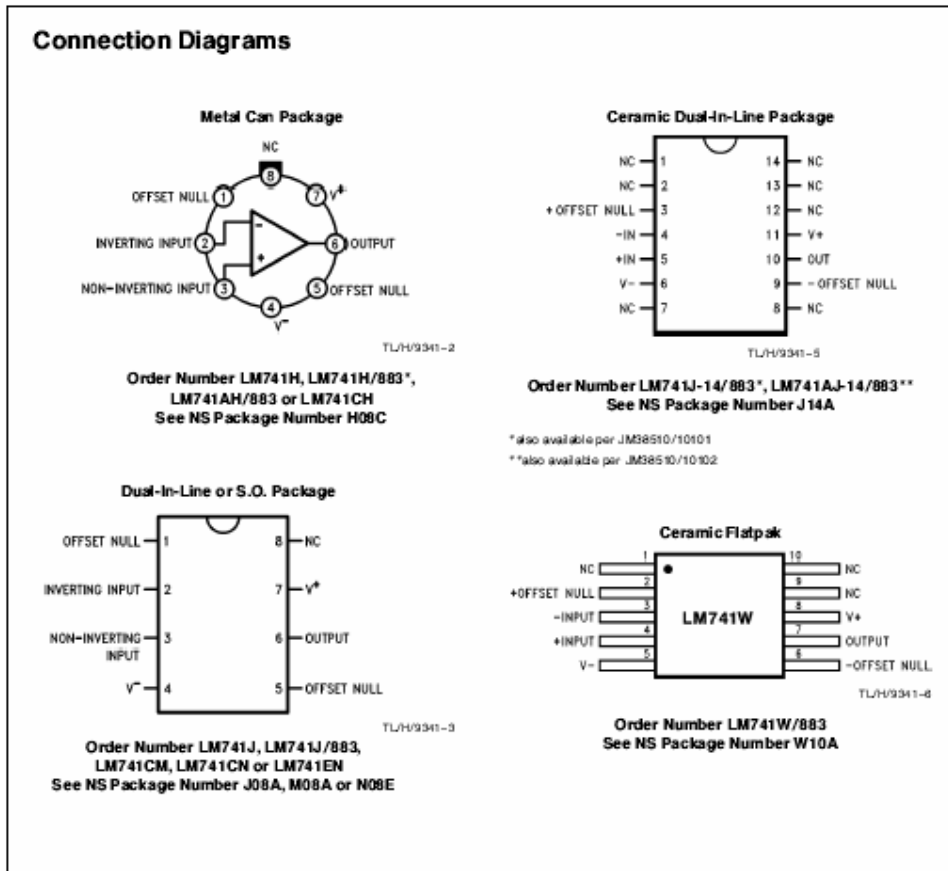 Connection Diagrams
Metal Can Package
NC
8
OFFSET NULL 1
7 V+
INVERTING INPUT 2
-
6 OUTPUT
+
NON-INVERTING INPUT 3
5 OFFSET NULL
4
V-
TL/H/9341-2
Order Number LM741H, LM741H/883*,
LM741AH/883 or LM741CH
See NS Package Number H08C
Ceramic Dual-In-Line Package
NC 1 14 NC
NC 2 13 NC
+OFFSET NULL 3 12 NC
-IN 4 11 V+
+IN 5 10 OUT
V- 6 9 -OFFSET NULL
NC 7 8 NC
TL/H/9341-5
Order Number LM741J-14/883*, LM741AJ-14/883**
See NS Package Number J14A
*also available per JM38510/10101
**also available per JM38510/10102
Dual-In-Line or S.O. Package
OFFSET NULL 1 8 NC
INVERTING INPUT 2 7 V+
NON-INVERTING 3 6 OUTPUT
INPUT
V- 4 5 OFFSET NULL
TL/H/9341-3
Order Number LM741J, LM741J/883,
LM741CM, LM741CN or LM741EN
See NS Package Number J08A, M08A or N08E
Ceramic Flatpak
NC 1 10 NC
+OFFSET NULL 2 9 NC
-INPUT 3 8 V+
LM741W
+INPUT 4 7 OUTPUT
V- 5 6 -OFFSET NULL
TL/H/9341-6
Order Number LM741W/883
See NS Package Number W10A